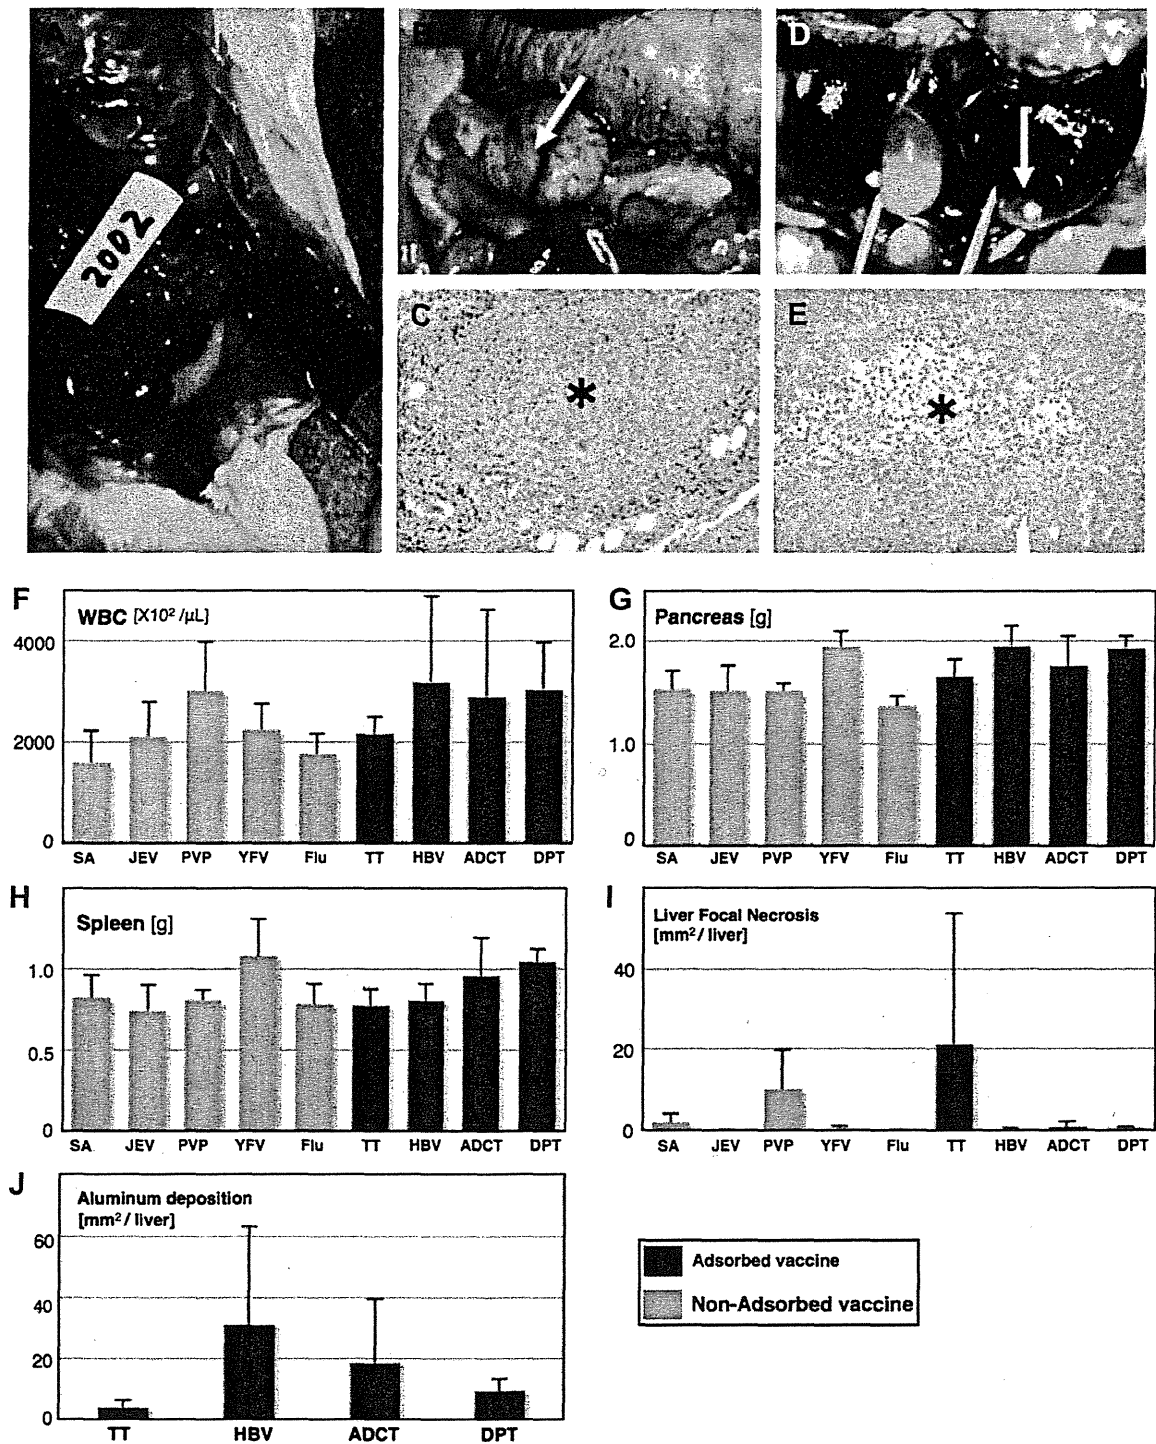 2002
B
D
C
*
E
*
F
WBC [X10² /µL]
4000
2000
0
SA JEV PVP YFV Flu TT HBV ADCT DPT
G
Pancreas [g]
2.0
1.0
0
SA JEV PVP YFV Flu TT HBV ADCT DPT
H
Spleen [g]
1.0
0.5
0
SA JEV PVP YFV Flu TT HBV ADCT DPT
I
Liver Focal Necrosis
[mm² / liver]
40
20
0
SA JEV PVP YFV Flu TT HBV ADCT DPT
J
Aluminum deposition
[mm² / liver]
60
40
20
0
TT HBV ADCT DPT
Adsorbed vaccine
Non-Adsorbed vaccine